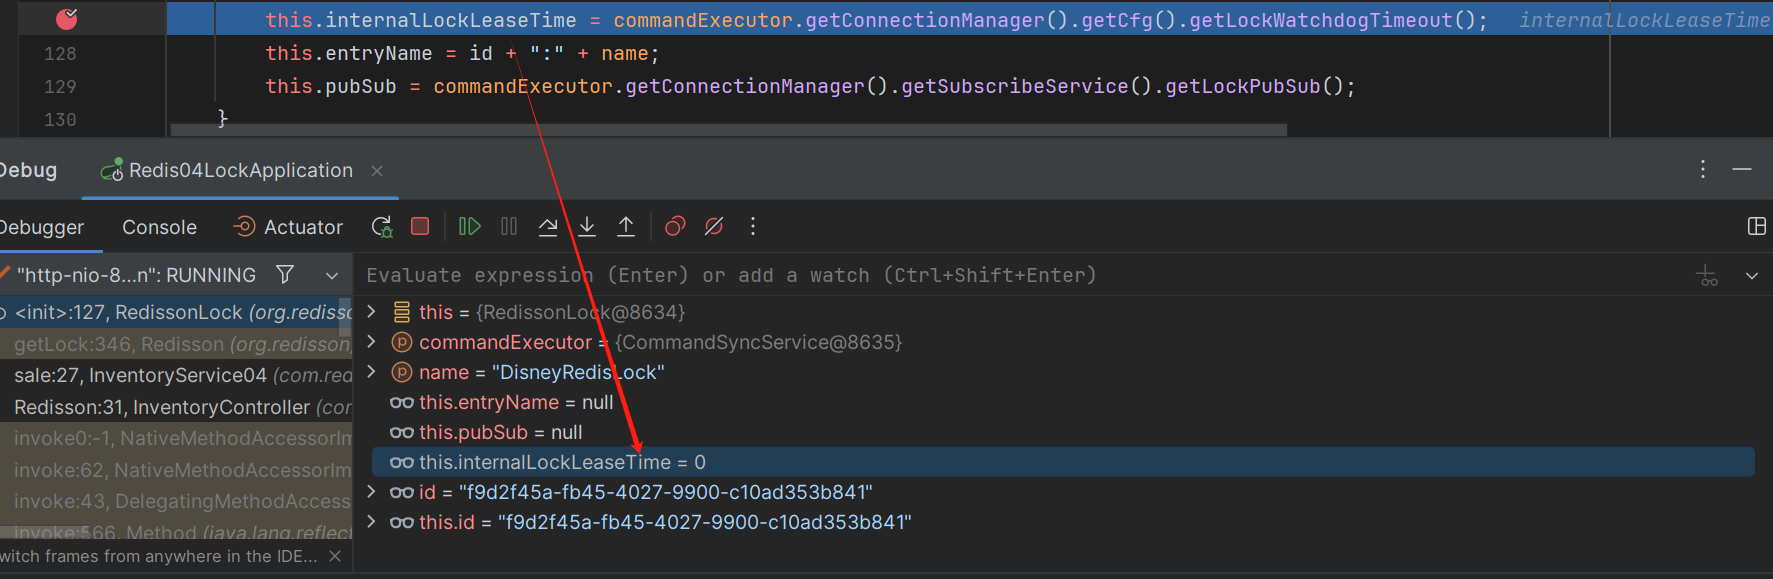 this.internalLockLeaseTime = commandExecutor.getConnectionManager().getCfg().getLockWatchdogTimeout(); internalLockLeaseTime
128 this.entryName = id + ":" + name;
129 this.pubSub = commandExecutor.getConnectionManager().getSubscribeService().getLockPubSub();
130 }
Debug Redis04LockApplication
Debugger Console Actuator
"http-nio-8...n": RUNNING
Evaluate expression (Enter) or add a watch (Ctrl+Shift+Enter)
<init>:127, RedissonLock (org.redisso
getLock:346, Redisson (org.redisson
sale:27, InventoryService04 (com.red
Redisson:31, InventoryController (cor
invoke0:-1, NativeMethodAccessorIm
invoke:62, NativeMethodAccessorIm
invoke:43, DelegatingMethodAccess
invoke:566, Method (java.lang.reflect
witch frames from anywhere in the IDE...
this = {RedissonLock@8634}
commandExecutor = {CommandSyncService@8635}
name = "DisneyRedisLock"
this.entryName = null
this.pubSub = null
this.internalLockLeaseTime = 0
id = "f9d2f45a-fb45-4027-9900-c10ad353b841"
this.id = "f9d2f45a-fb45-4027-9900-c10ad353b841"